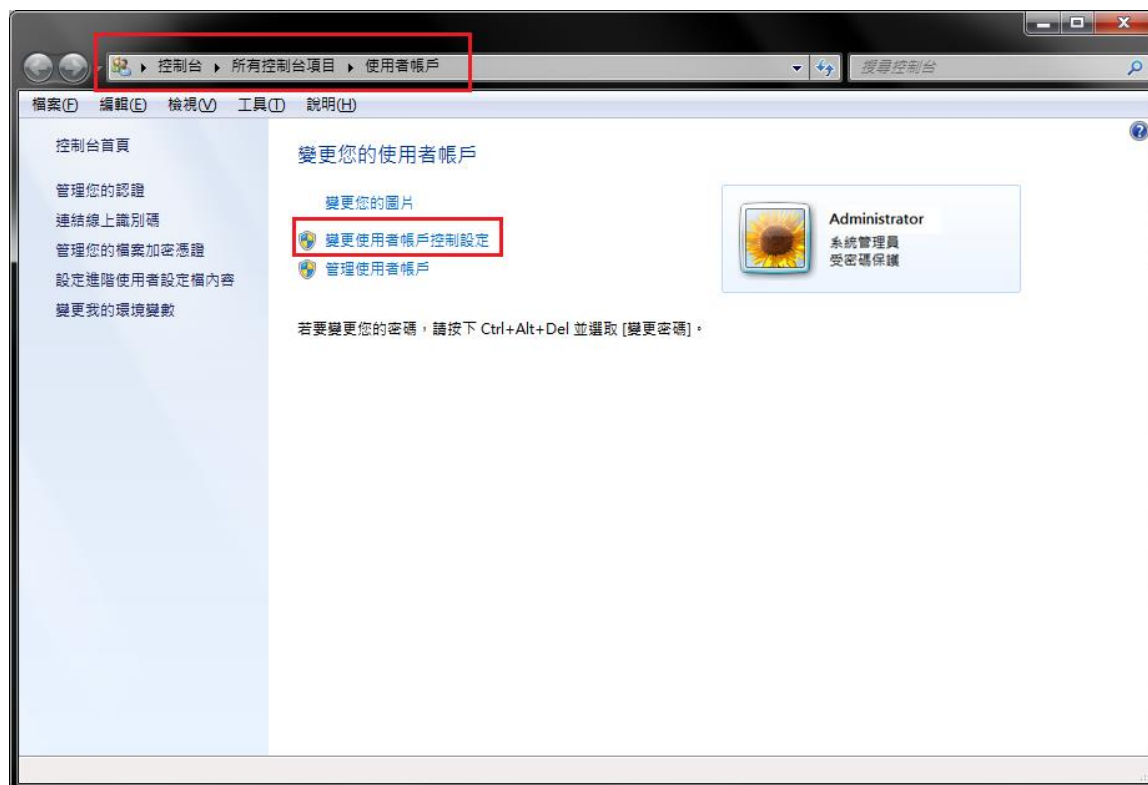 控制台 ▸ 所有控制台項目 ▸ 使用者帳戶
搜尋控制台
檔案(F) 編輯(E) 檢視(V) 工具(T) 說明(H)
控制台首頁
管理您的認證
連結線上識別碼
管理您的檔案加密憑證
設定進階使用者設定檔內容
變更我的環境變數
變更您的使用者帳戶
變更您的圖片
變更使用者帳戶控制設定
管理使用者帳戶
Administrator
系統管理員
受密碼保護
若要變更您的密碼，請按下 Ctrl+Alt+Del 並選取 [變更密碼]。